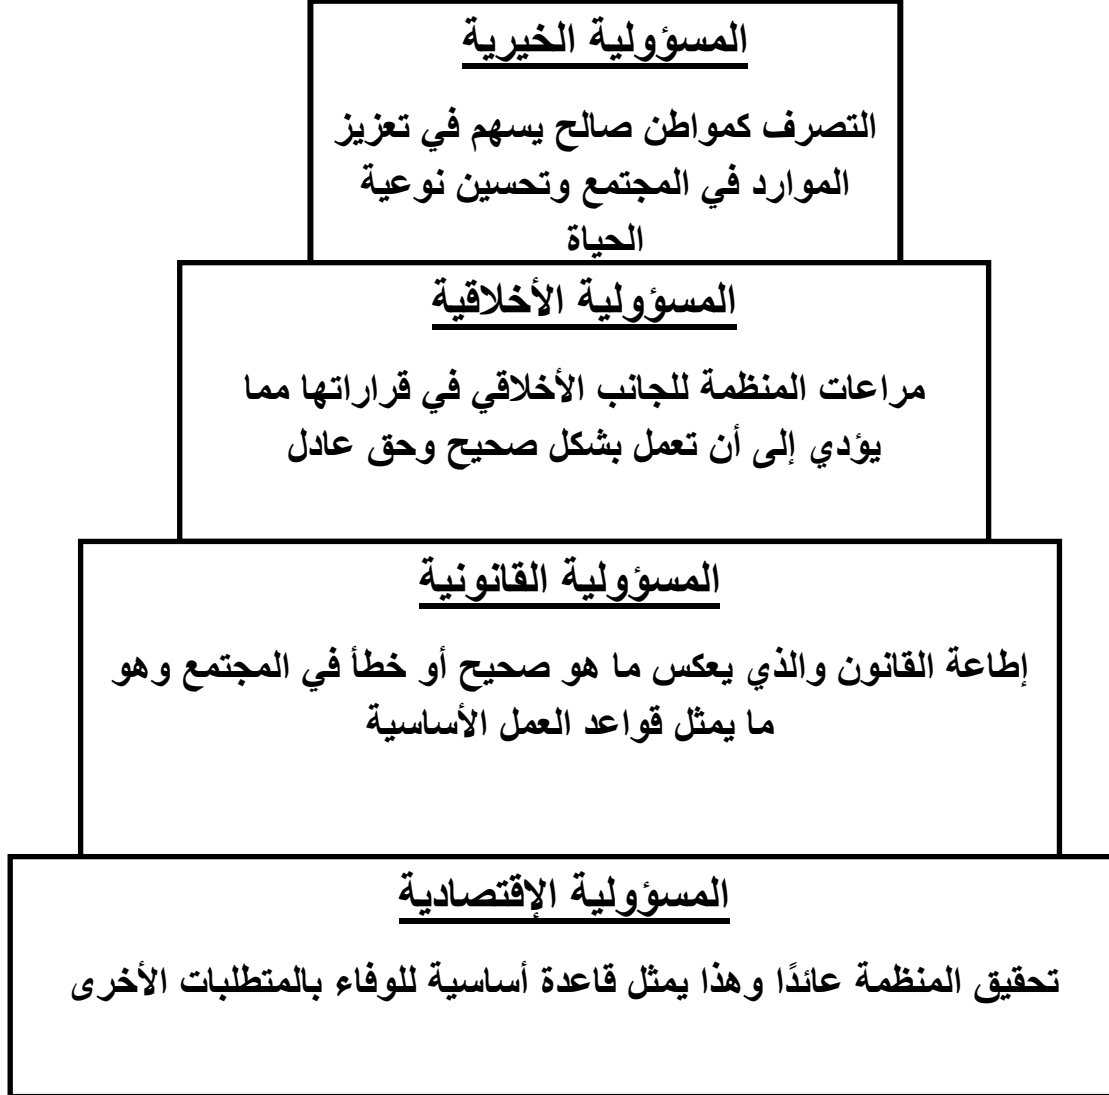 المسؤولية الخيرية
التصرف كمواطن صالح يسهم في تعزيز
الموارد في المجتمع وتحسين نوعية
الحياة
المسؤولية الأخلاقية
مراعات المنظمة للجانب الأخلاقي في قراراتها مما
يؤدي إلى أن تعمل بشكل صحيح وحق عادل
المسؤولية القانونية
إطاعة القانون والذي يعكس ما هو صحيح أو خطأ في المجتمع وهو
ما يمثل قواعد العمل الأساسية
المسؤولية الإقتصادية
تحقيق المنظمة عائدًا وهذا يمثل قاعدة أساسية للوفاء بالمتطلبات الأخرى